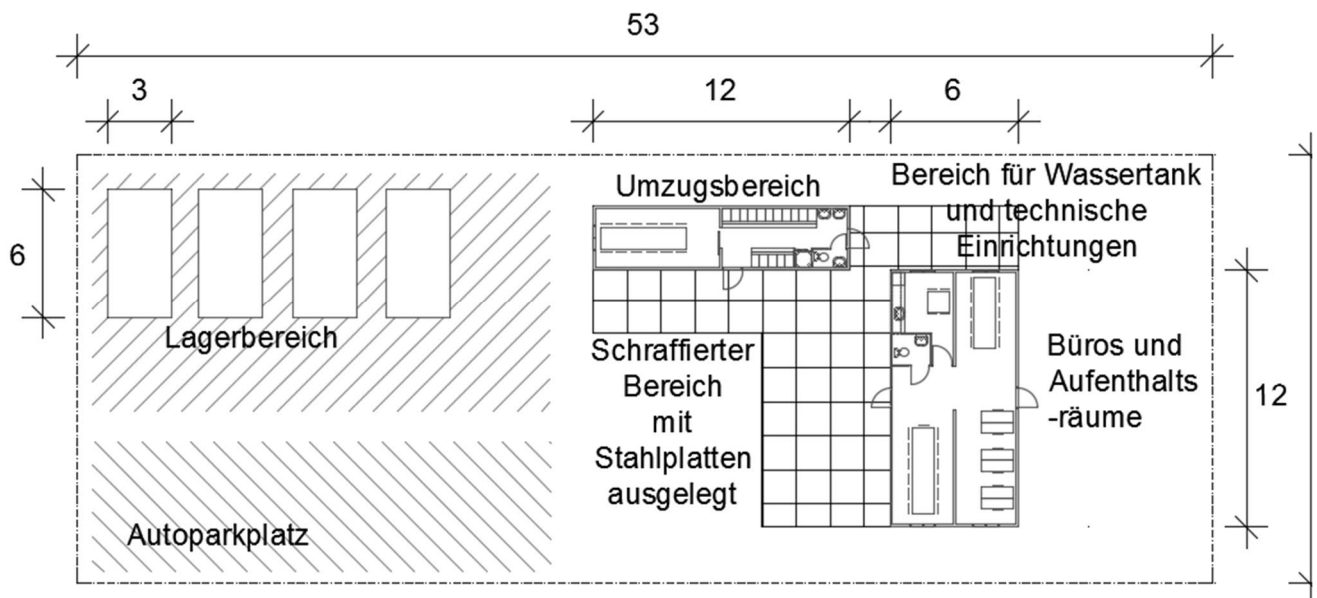 53
3
12
6
Umzugsbereich
Bereich für Wassertank
und technische
Einrichtungen
6
Lagerbereich
Schraffierter
Bereich
mit
Stahlplatten
ausgelegt
Büros und
Aufenthalts
-räume
12
Autoparkplatz